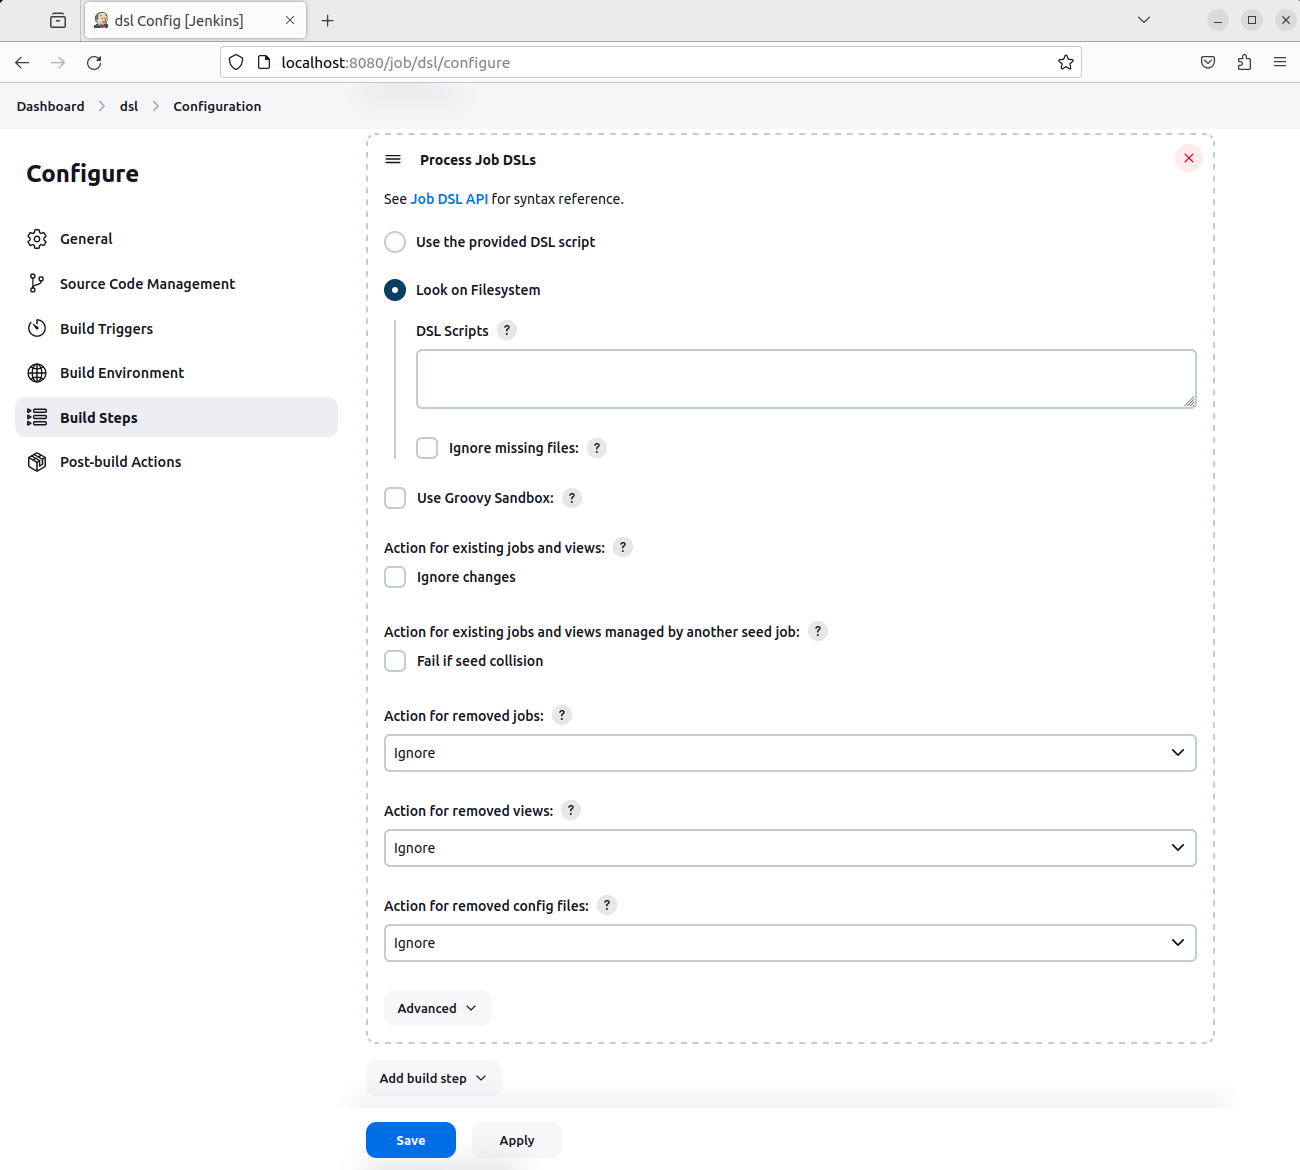 dsl Config [Jenkins]
localhost:8080/job/dsl/configure
Dashboard > dsl > Configuration
Configure
General
Source Code Management
Build Triggers
Build Environment
Build Steps
Post-build Actions
Process Job DSLs
See Job DSL API for syntax reference.
Use the provided DSL script
Look on Filesystem
DSL Scripts ?
Ignore missing files: ?
Use Groovy Sandbox: ?
Action for existing jobs and views: ?
Ignore changes
Action for existing jobs and views managed by another seed job: ?
Fail if seed collision
Action for removed jobs: ?
Ignore
Action for removed views: ?
Ignore
Action for removed config files: ?
Ignore
Advanced
Add build step
Save
Apply